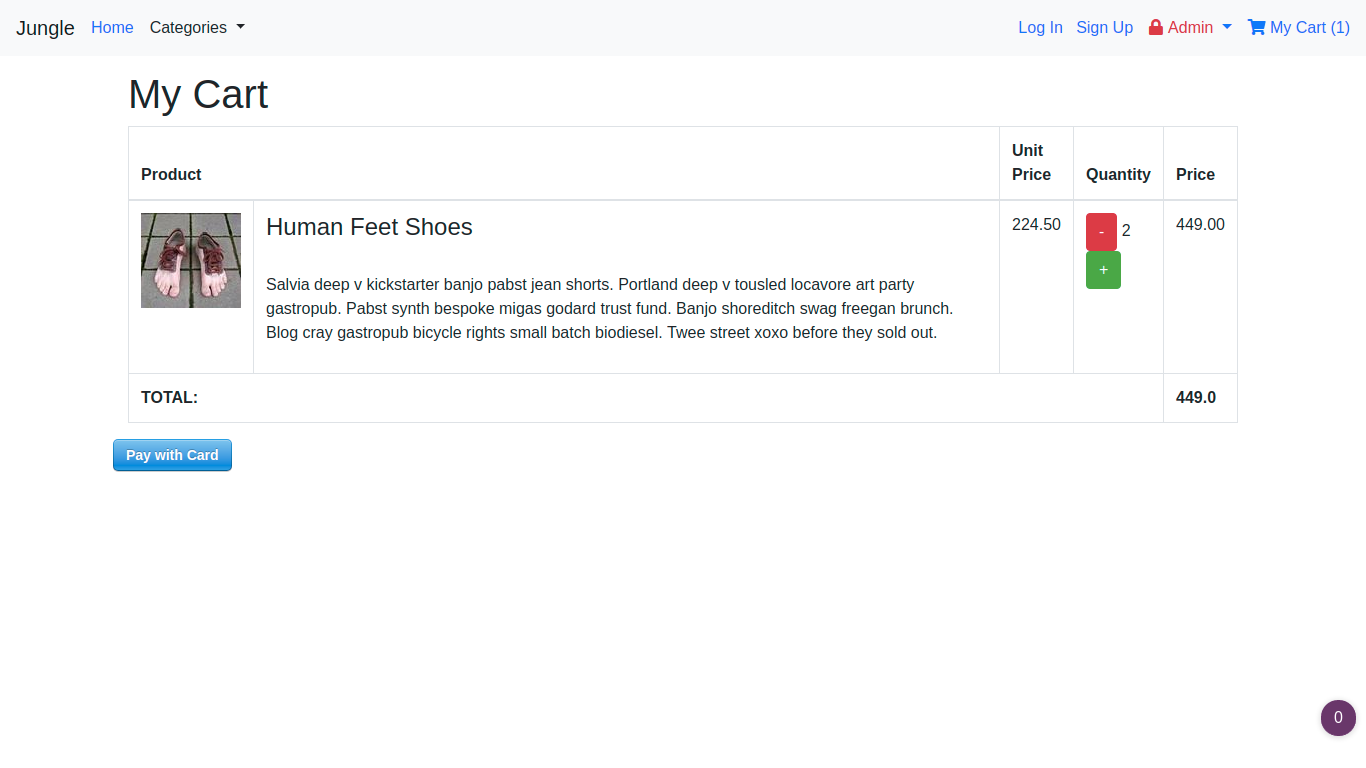 Jungle Home Categories Log In Sign Up Admin My Cart (1)
My Cart
Product Unit Price Quantity Price
Human Feet Shoes 224.50 - 2 + 449.00
Salvia deep v kickstarter banjo pabst jean shorts. Portland deep v tousled locavore art party
gastropub. Pabst synth bespoke migas godard trust fund. Banjo shoreditch swag freegan brunch.
Blog cray gastropub bicycle rights small batch biodiesel. Twee street xoxo before they sold out.
TOTAL: 449.0
Pay with Card
0